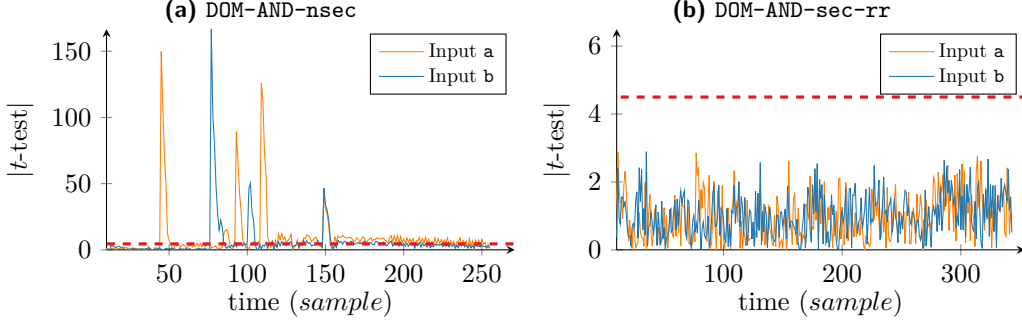 (a) DOM-AND-nsec
|t-test|
150
100
50
0
Input a
Input b
50
100
150
200
250
time (sample)
(b) DOM-AND-sec-rr
|t-test|
6
4
2
0
Input a
Input b
100
200
300
time (sample)